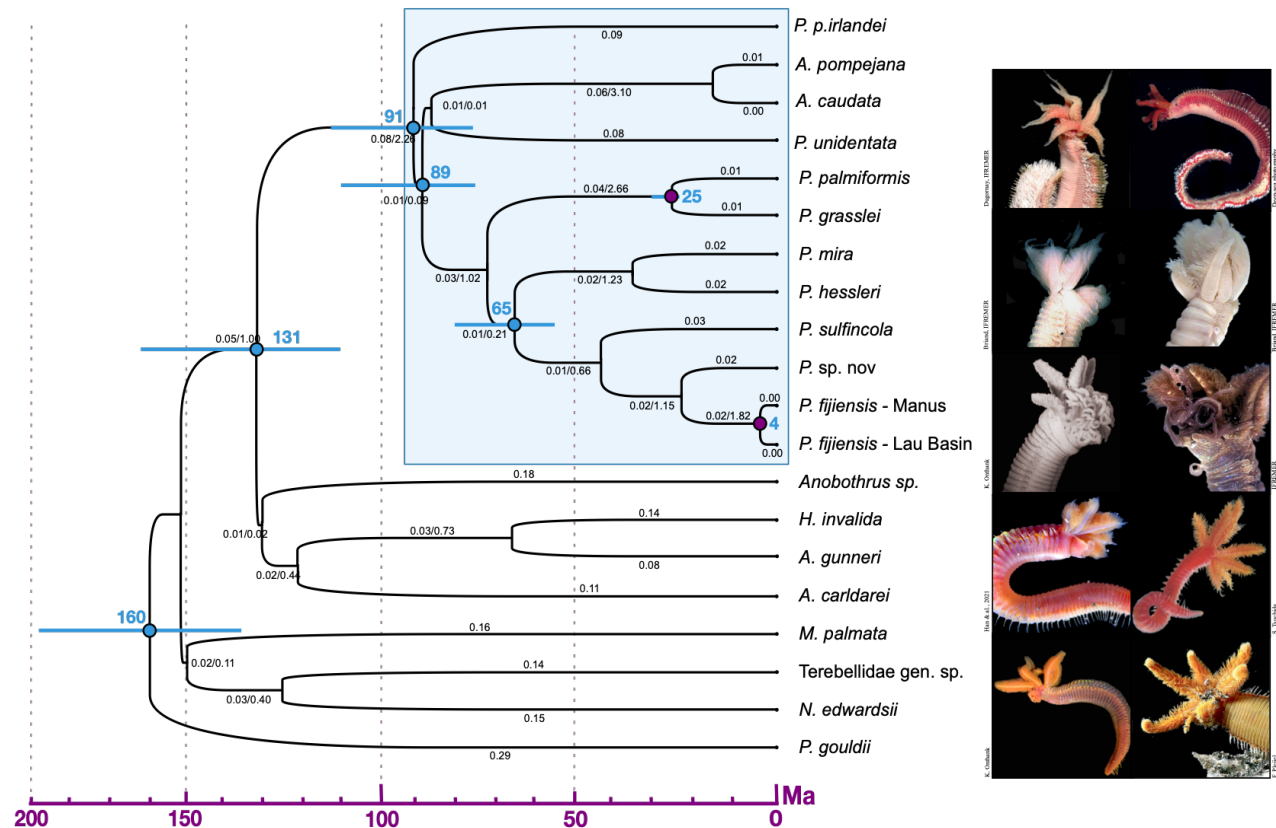 P. p.irlandei
0.09
0.01
A. pompejana
0.06/3.10
0.01/0.01
A. caudata
0.00
91
0.08/2.26
0.08
P. unidentata
89
0.01/0.09
0.04/2.66
0.01
P. palmiformis
25
0.01
P. grasslei
0.02
P. mira
0.03/1.02
0.02/1.23
0.02
P. hessleri
65
0.01/0.21
0.03
P. sulfincola
0.05/1.00
131
0.01/0.66
0.02
P. sp. nov
0.02/1.15
0.00
P. fijiensis - Manus
0.02/1.82
4
P. fijiensis - Lau Basin
0.00
0.18
Anobothrus sp.
0.14
H. invalida
0.01/0.02
0.03/0.73
0.08
A. gunneri
0.02/0.44
0.11
A. carldarei
160
0.16
M. palmata
0.02/0.11
0.14
Terebellidae gen. sp.
0.03/0.40
0.15
N. edwardsii
0.29
P. gouldii
Ma
200
150
100
50
0
Dugornay, IFREMER
Briand, IFREMER
IFREMER
K. Osthank
Han & al., 2021
K. Osthank